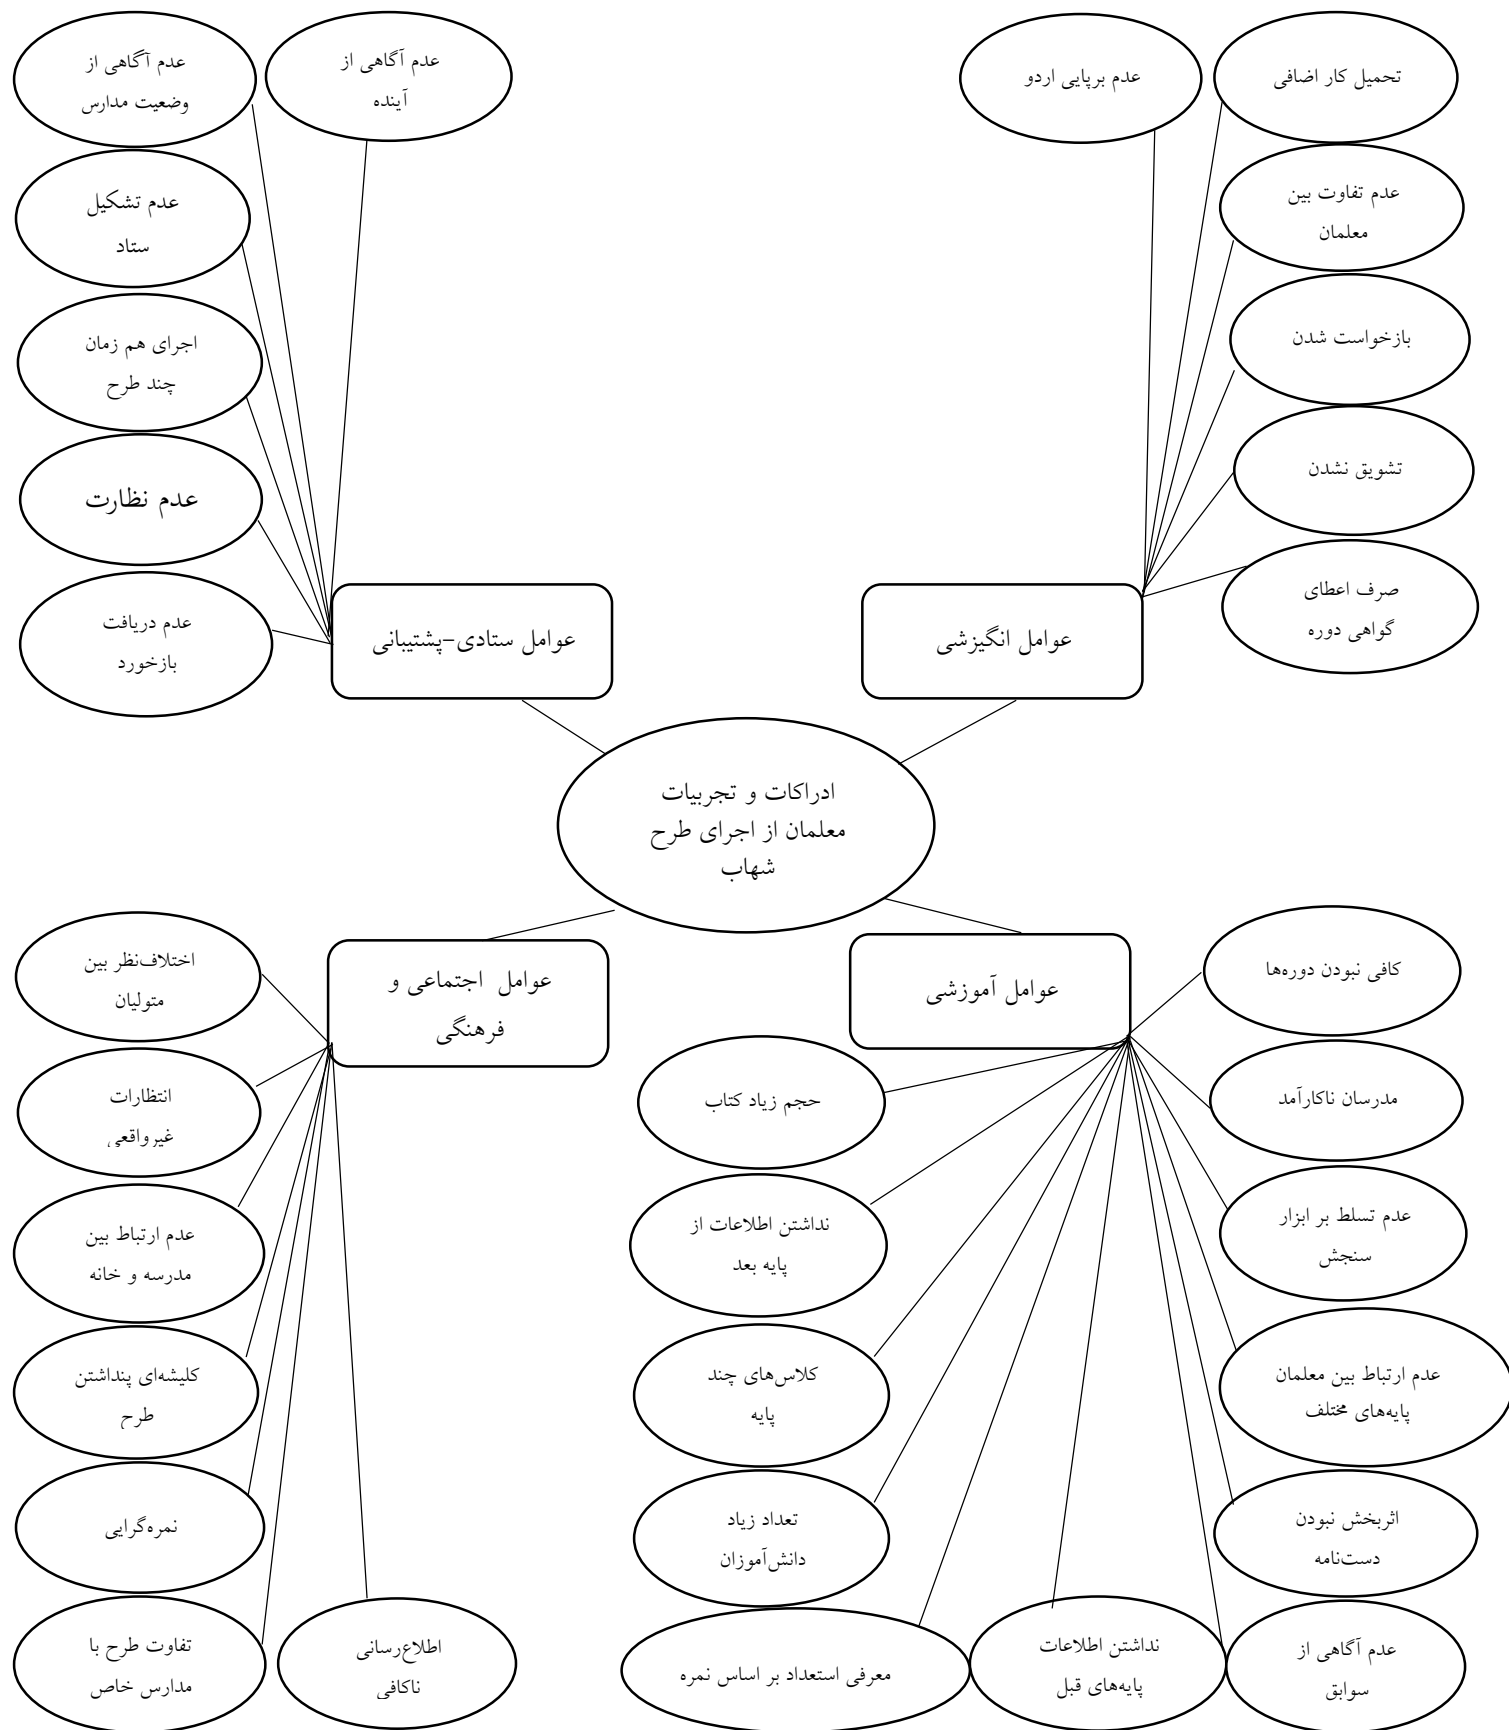 عدم آگاهی از
وضعیت مدارس
عدم آگاهی از
آینده
عدم تشکیل
ستاد
اجرای هم زمان
چند طرح
عدم نظارت
عدم دریافت
بازخورد
عوامل ستادی-پشتیبانی
عدم برپایی اردو
تحمیل کار اضافی
عدم تفاوت بین
معلمان
بازخواست شدن
تشویق نشدن
صرف اعطای
گواهی دوره
عوامل انگیزشی
ادراکات و تجربیات
معلمان از اجرای طرح
شهاب
عوامل اجتماعی و
فرهنگی
اختلاف‌نظر بین
متولیان
انتظارات
غیرواقعی
عدم ارتباط بین
مدرسه و خانه
کلیشه‌ای پنداشتن
طرح
نمره‌گرایی
تفاوت طرح با
مدارس خاص
اطلاع‌رسانی
ناکافی
عوامل آموزشی
کافی نبودن دوره‌ها
مدرسان ناکارآمد
عدم تسلط بر ابزار
سنجش
عدم ارتباط بین معلمان
پایه‌های مختلف
اثربخش نبودن
دست‌نامه
عدم آگاهی از
سوابق
حجم زیاد کتاب
نداشتن اطلاعات از
پایه بعد
کلاس‌های چند
پایه
تعداد زیاد
دانش‌آموزان
معرفی استعداد بر اساس نمره
نداشتن اطلاعات
پایه‌های قبل